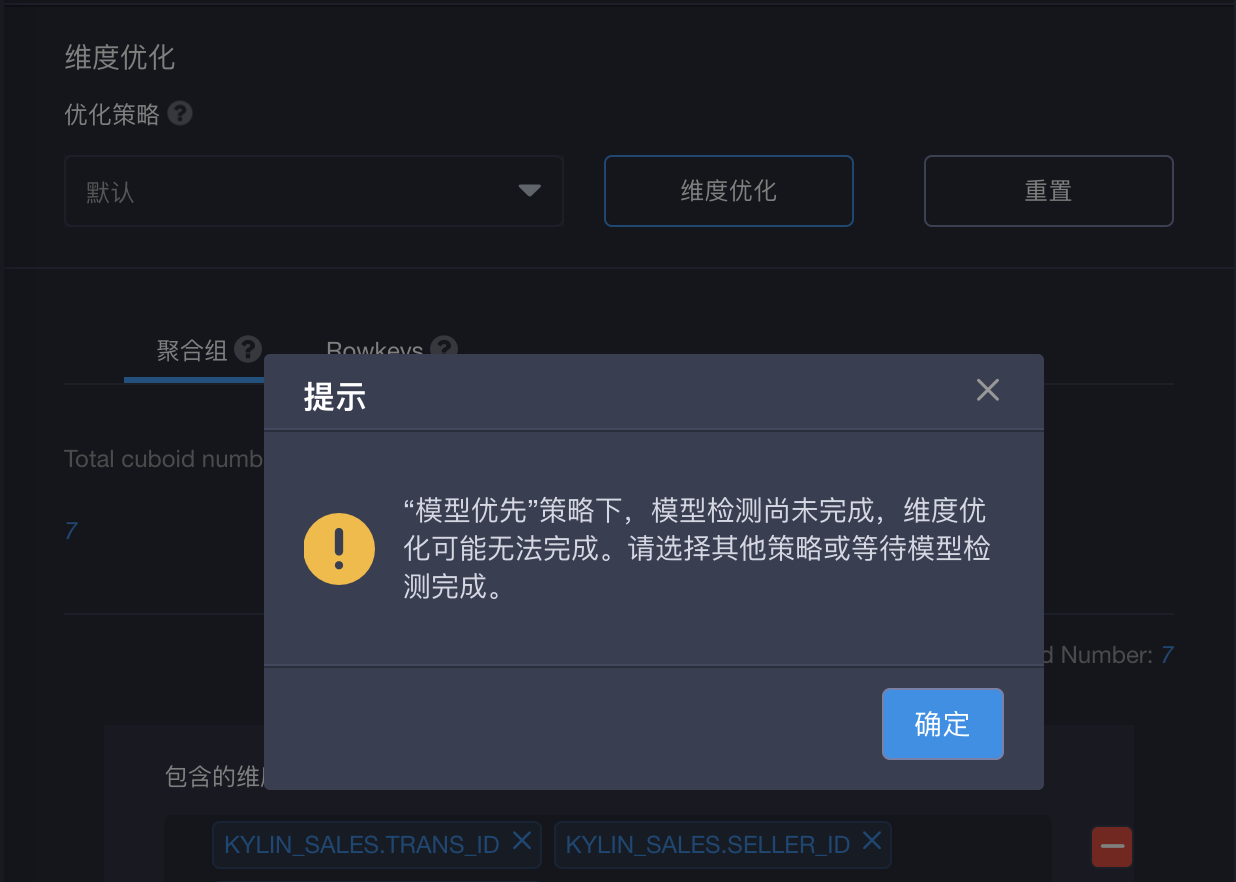 维度优化
优化策略
默认
维度优化
重置
聚合组
Rowkeys
提示
Total cuboid numb
“模型优先”策略下，模型检测尚未完成，维度优
化可能无法完成。请选择其他策略或等待模型检
测完成。
7
d Number: 7
确定
包含的维
KYLIN_SALES.TRANS_ID
KYLIN_SALES.SELLER_ID